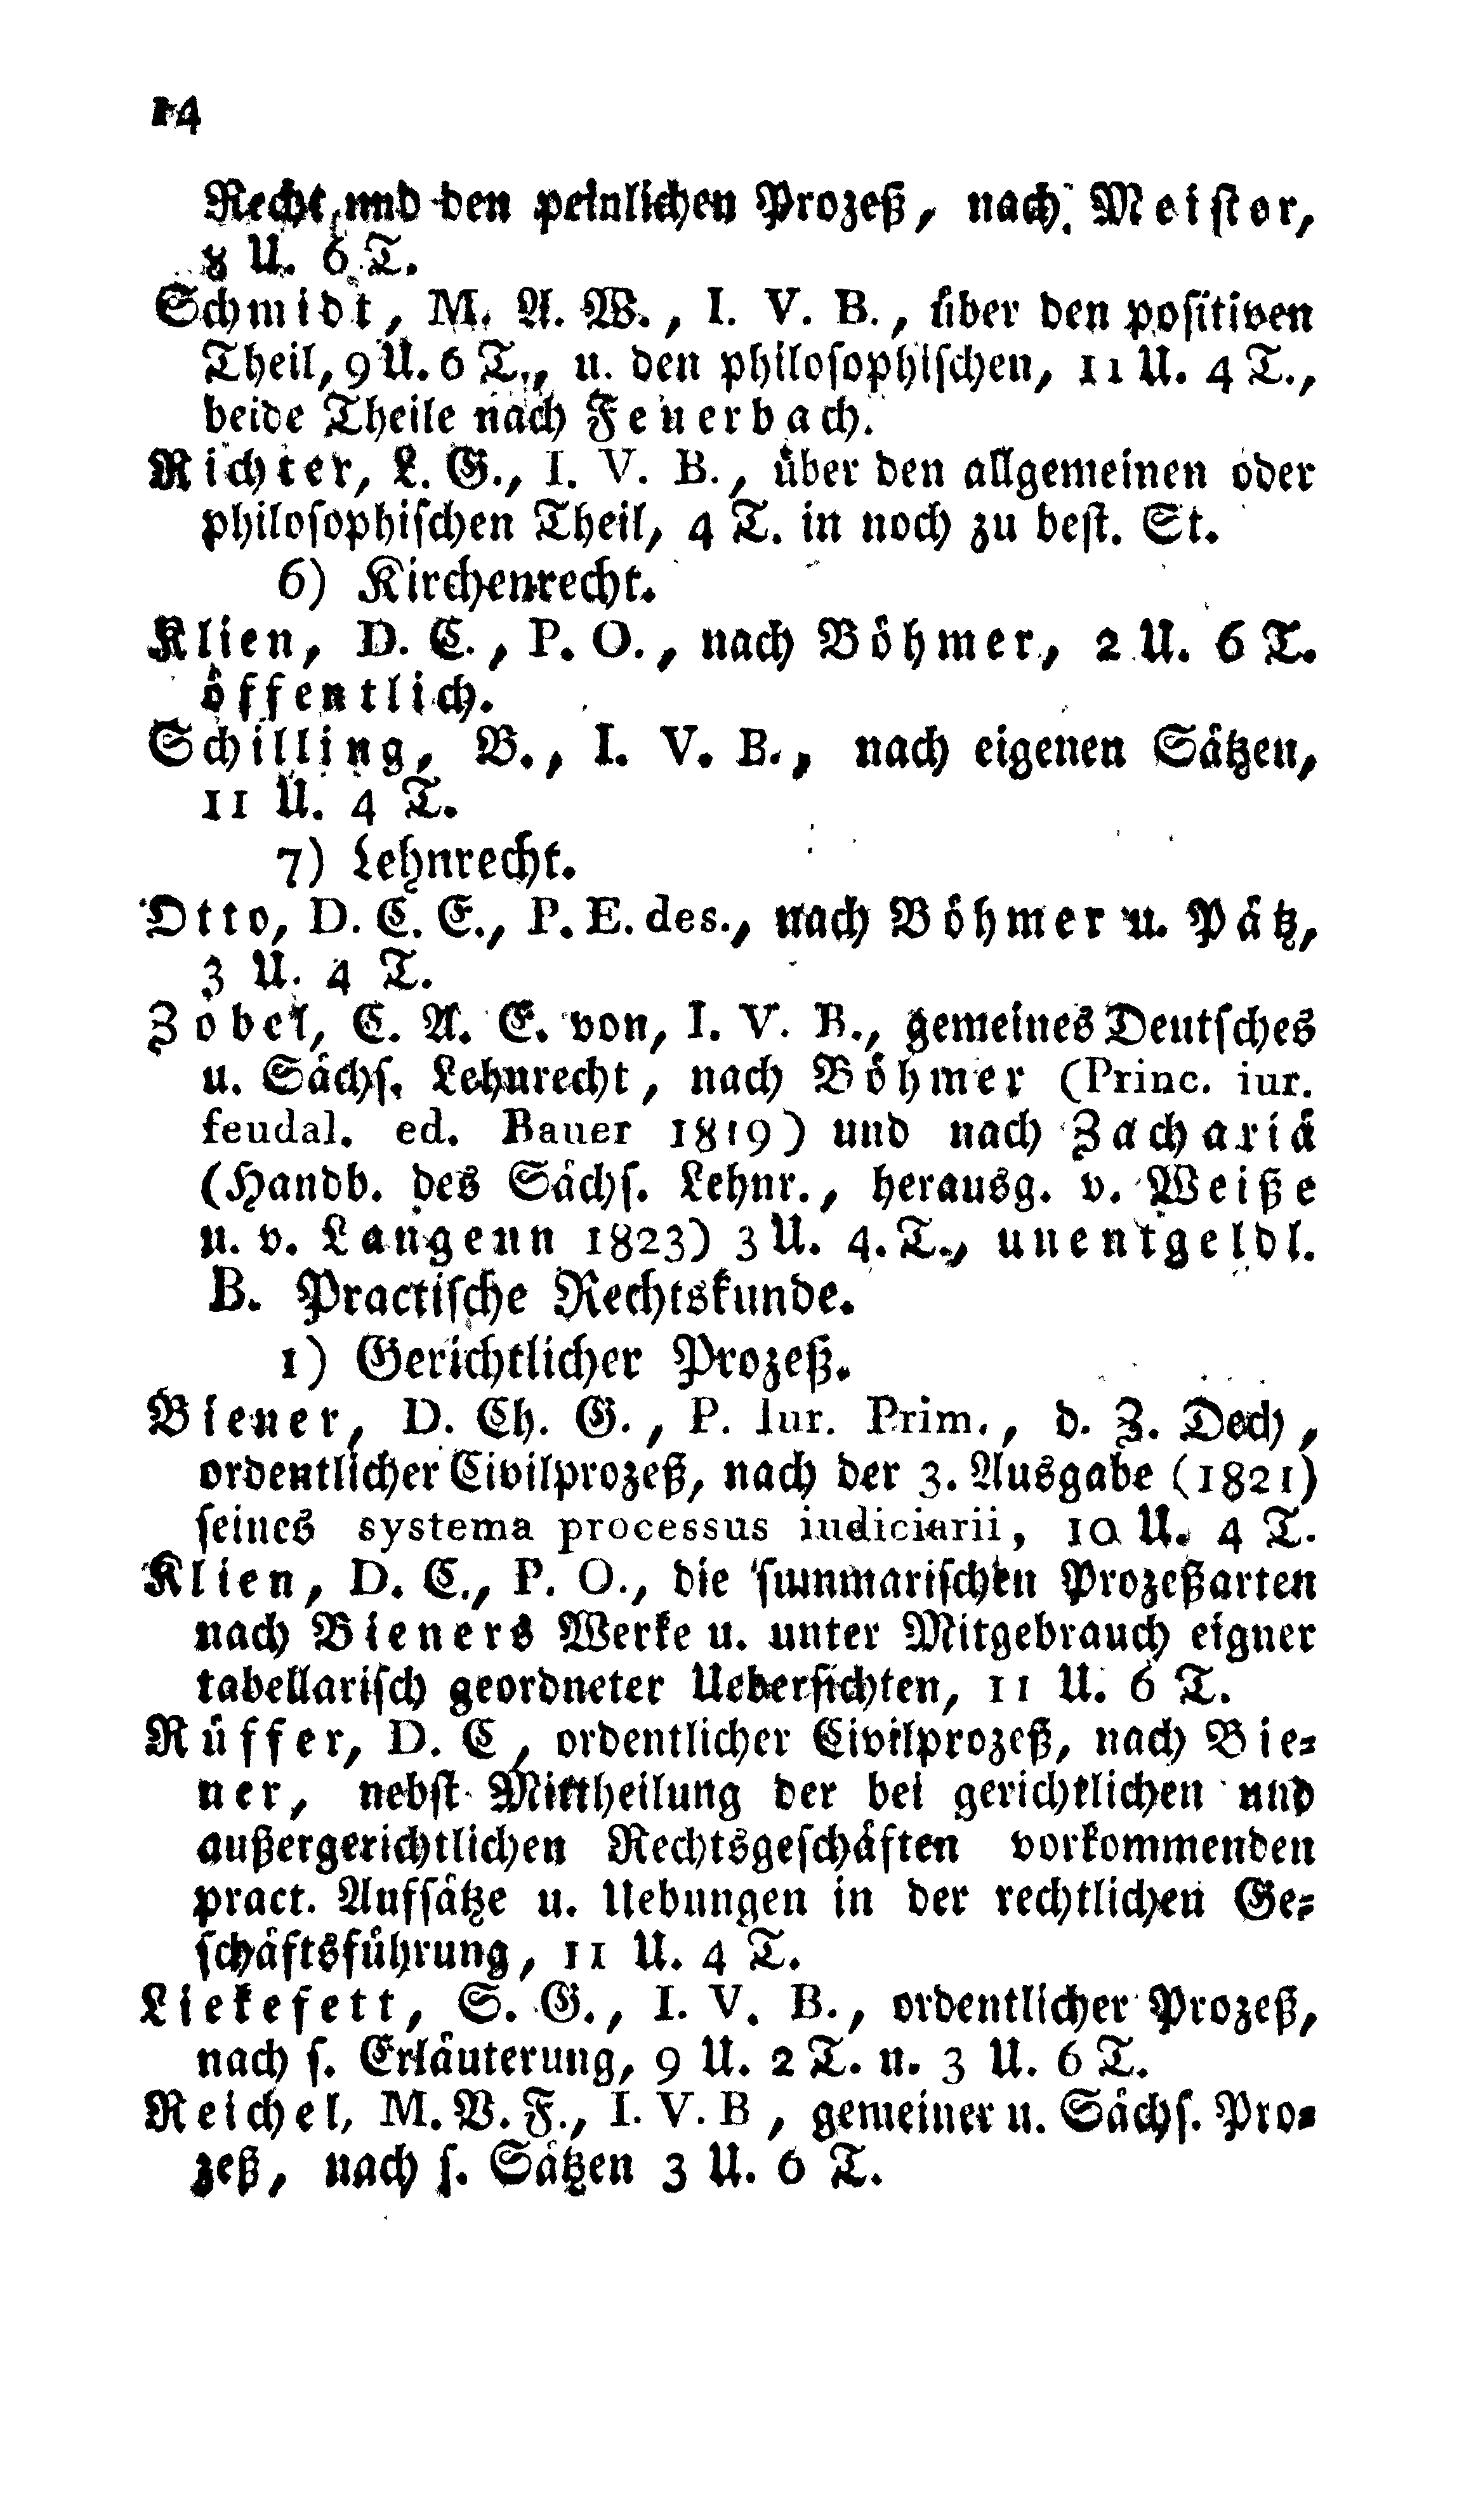 14
Recht und den peinlichen Prozeß, nach Meister,
8 U. 6 T.
Schmidt, M. A. W., I. V. B., über den positiven
Theil, 9 U. 6 T., u. den philosophischen, 11 U. 4 T.,
beide Theile nach Feuerbach.
Richter, L. G., I. V. B., über den allgemeinen oder
philosophischen Theil, 4 T. in noch zu best. St.
6) Kirchenrecht.
Klien, D. C., P. O., nach Böhmer, 2 U. 6 T.
öffentlich.
Schilling, B., I. V. B., nach eigenen Sätzen,
11 U. 4 T.
7) Lehnrecht.
Otto, D. C. E., P. E. des., nach Böhmer u. Pätz,
3 U. 4 T.
Zobel, C. A. E. von, I. V. B., gemeines Deutsches
u. Sächs. Lehnrecht, nach Böhmer (Princ. iur.
feudal. ed. Bauer 1819) und nach Zachariä
(Handb. des Sächs. Lehnr., herausg. v. Weiße
u. v. Langenn 1823) 3 U. 4. T., unentgeldl.
B. Practische Rechtskunde.
1) Gerichtlicher Prozeß.
Biener, D. Ch. G., P. Iur. Prim., d. Z. Dech,
ordentlicher Civilprozeß, nach der 3. Ausgabe (1821)
seines systema processus iudiciarii, 10 U. 4 T.
Klien, D. C., P. O., die summarischen Prozeßarten
nach Bieners Werke u. unter Mitgebrauch eigner
tabellarisch geordneter Uebersichten, 11 U. 6 T.
Rüffer, D. C, ordentlicher Civilprozeß, nach Bie-
ner, nebst Mittheilung der bei gerichtlichen und
außergerichtlichen Rechtsgeschäften vorkommenden
pract. Aufsätze u. Uebungen in der rechtlichen Ge-
schäftsführung, 11 U. 4 T.
Liekefett, S. G., I. V. B., ordentlicher Prozeß,
nach s. Erläuterung, 9 U. 2 T. u. 3 U. 6 T.
Reichel, M. V. F., I. V. B, gemeiner u. Sächs. Pro-
zeß, nach s. Sätzen 3 U. 6 T.